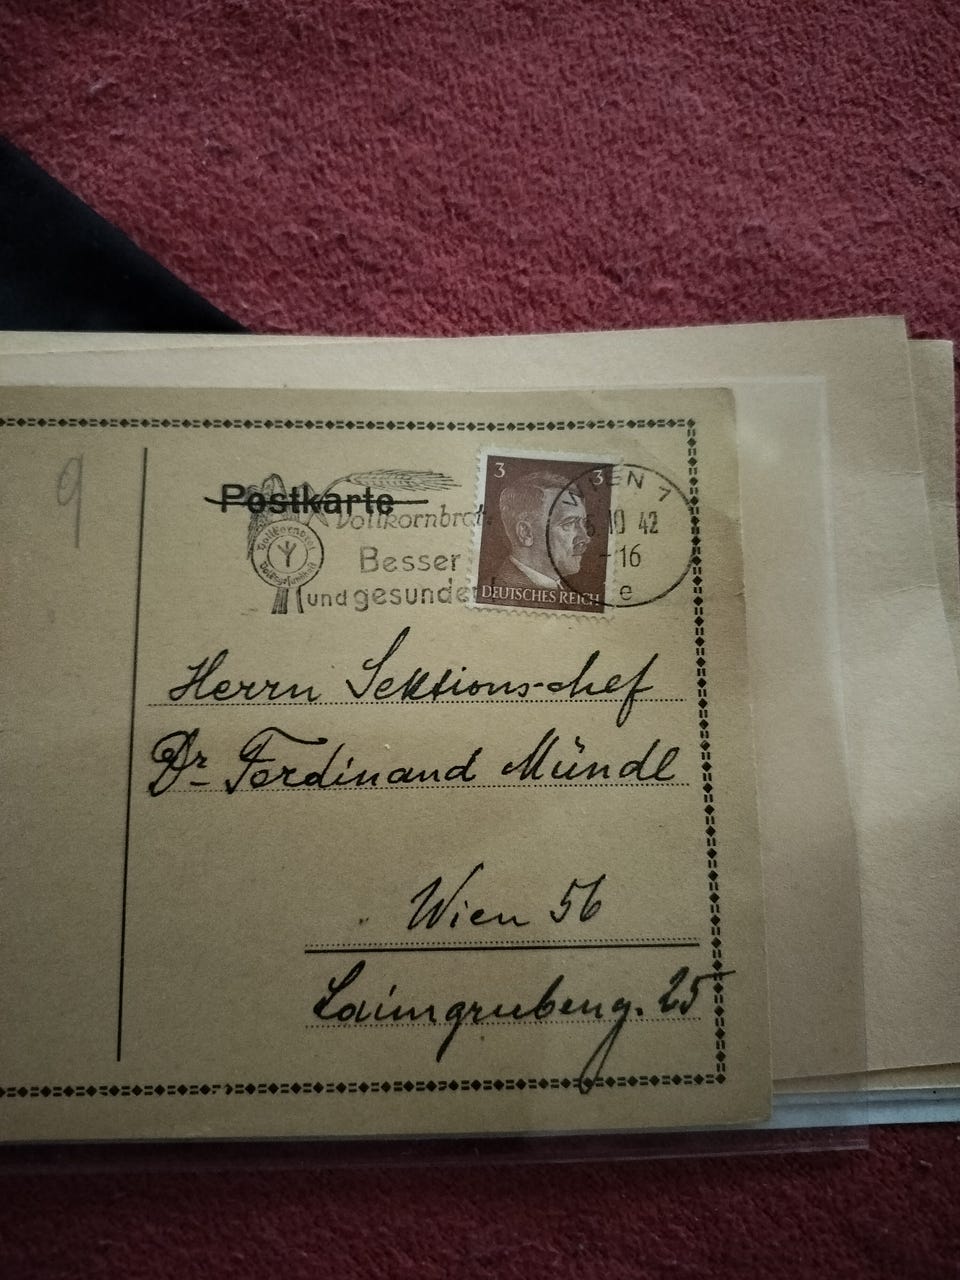 9
Postkarte
Vollkornbrot
Besser
und gesunder!
Vollkornbrot
3 3
DEUTSCHES REICH
WIEN 7
10 42
-16
e
Herrn Sektions-chef
Dr Ferdinand Mündl
Wien 56
Laimgrubeng. 25